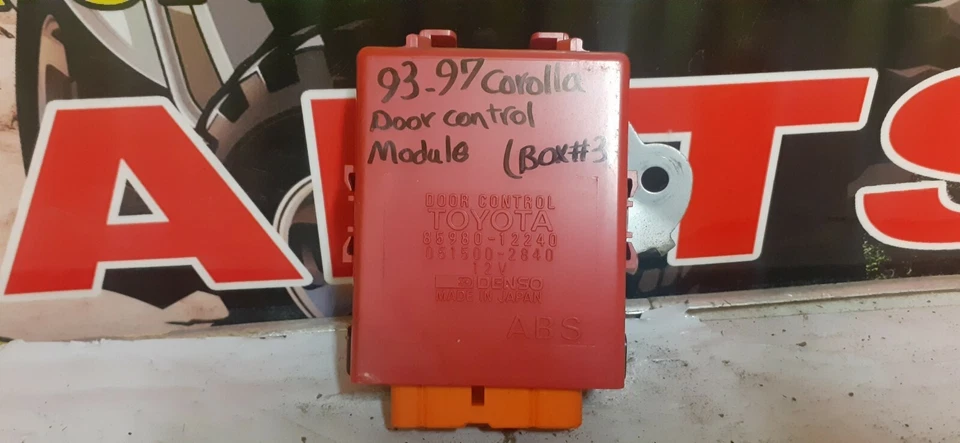 93-97 Corolla
Door control
Module (Box#3
DOOR CONTROL
TOYOTA
85980-12240
051500-2840
12V
DENSO
MADE IN JAPAN
ABS